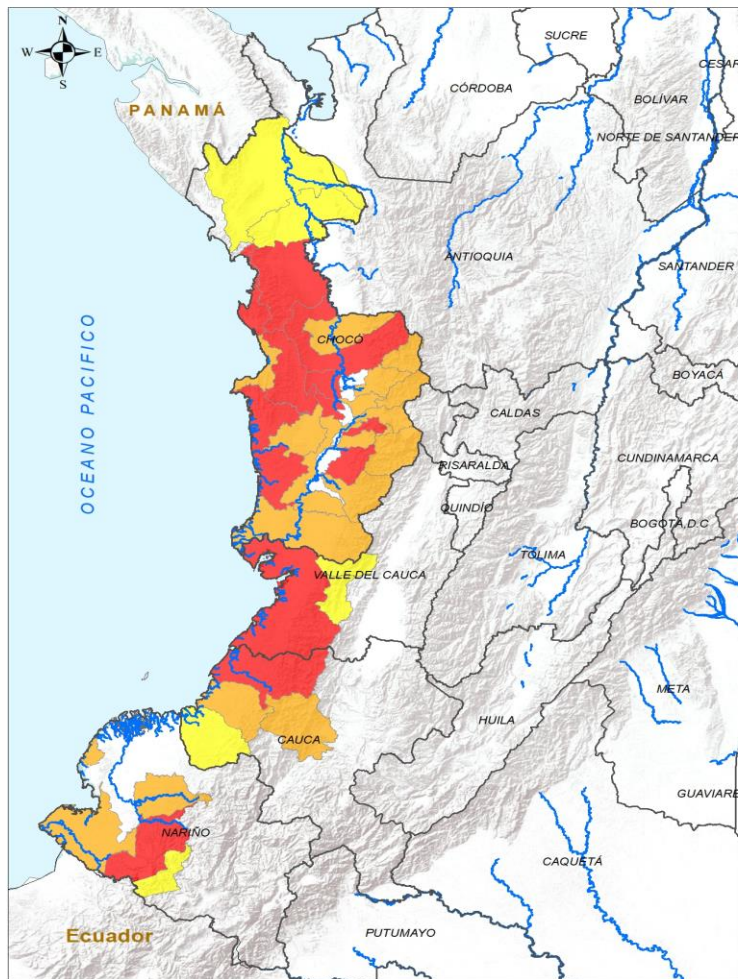 N
W E
S
SUCRE
CESAR
CÓRDOBA
BOLÍVAR
PANAMÁ
NORTE DE SANTANDER
ANTIOQUIA
SANTANDER
OCEANO PACIFICO
CHOCÓ
BOYACÁ
CALDAS
CUNDINAMARCA
RISARALDA
QUINDÍO
BOGOTÁ, D.C
TOLIMA
VALLE DEL CAUCA
META
HUILA
CAUCA
GUAVIARE
NARIÑO
CAQUETÁ
PUTUMAYO
Ecuador